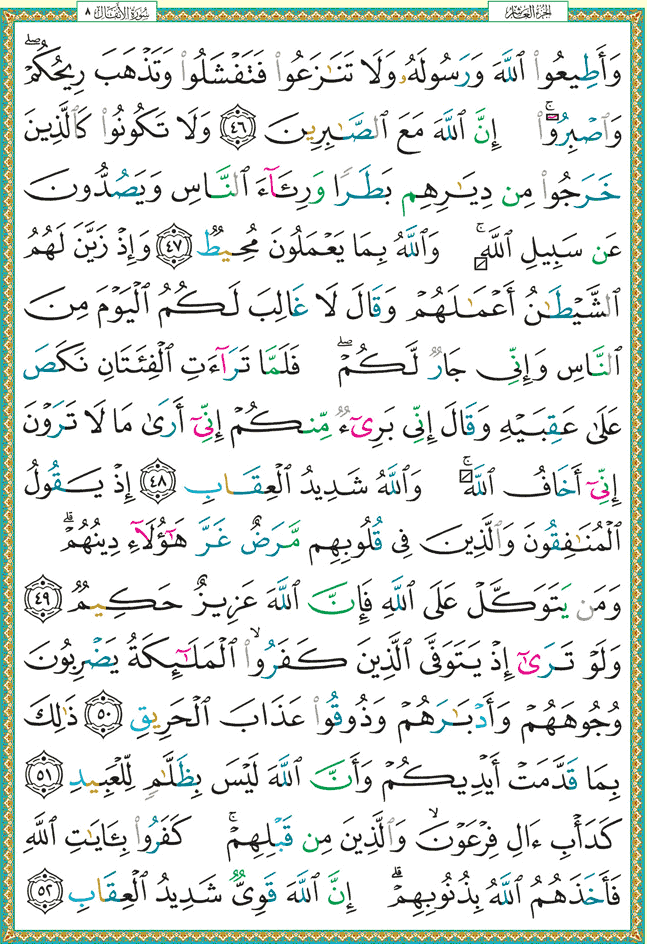 الجزء العاشر
سورة الأنفال ٨
وَأَطِيعُوا۟ ٱللَّهَ وَرَسُولَهُۥ وَلَا تَنَـٰزَعُوا۟ فَتَفْشَلُوا۟ وَتَذْهَبَ رِيحُكُمْ ۖ
وَٱصْبِرُوٓا۟ ۚ إِنَّ ٱللَّهَ مَعَ ٱلصَّـٰبِرِينَ ٤٦ وَلَا تَكُونُوا۟ كَٱلَّذِينَ
خَرَجُوا۟ مِن دِيَـٰرِهِم بَطَرًا وَرِئَآءَ ٱلنَّاسِ وَيَصُدُّونَ
عَن سَبِيلِ ٱللَّهِ ۚ وَٱللَّهُ بِمَا يَعْمَلُونَ مُحِيطٌ ٤٧ وَإِذْ زَيَّنَ لَهُمُ
ٱلشَّيْطَـٰنُ أَعْمَـٰلَهُمْ وَقَالَ لَا غَالِبَ لَكُمُ ٱلْيَوْمَ مِنَ
ٱلنَّاسِ وَإِنِّى جَارٌ لَّكُمْ ۖ فَلَمَّا تَرَآءَتِ ٱلْفِئَتَانِ نَكَصَ
عَلَىٰ عَقِبَيْهِ وَقَالَ إِنِّى بَرِىٓءٌ مِّنكُمْ إِنِّىٓ أَرَىٰ مَا لَا تَرَوْنَ
إِنِّىٓ أَخَافُ ٱللَّهَ ۚ وَٱللَّهُ شَدِيدُ ٱلْعِقَابِ ٤٨ إِذْ يَقُولُ
ٱلْمُنَـٰفِقُونَ وَٱلَّذِينَ فِى قُلُوبِهِم مَّرَضٌ غَرَّ هَـٰٓؤُلَآءِ دِينُهُمْ ۗ
وَمَن يَتَوَكَّلْ عَلَى ٱللَّهِ فَإِنَّ ٱللَّهَ عَزِيزٌ حَكِيمٌ ٤٩
وَلَوْ تَرَىٰٓ إِذْ يَتَوَفَّى ٱلَّذِينَ كَفَرُوا۟ ۙ ٱلْمَلَـٰٓئِكَةُ يَضْرِبُونَ
وُجُوهَهُمْ وَأَدْبَـٰرَهُمْ وَذُوقُوا۟ عَذَابَ ٱلْحَرِيقِ ٥٠ ذَٰلِكَ
بِمَا قَدَّمَتْ أَيْدِيكُمْ وَأَنَّ ٱللَّهَ لَيْسَ بِظَلَّـٰمٍ لِّلْعَبِيدِ ٥١
كَدَأْبِ ءَالِ فِرْعَوْنَ ۙ وَٱلَّذِينَ مِن قَبْلِهِمْ ۚ كَفَرُوا۟ بِـَٔايَـٰتِ ٱللَّهِ
فَأَخَذَهُمُ ٱللَّهُ بِذُنُوبِهِمْ ۗ إِنَّ ٱللَّهَ قَوِىٌّ شَدِيدُ ٱلْعِقَابِ ٥٢